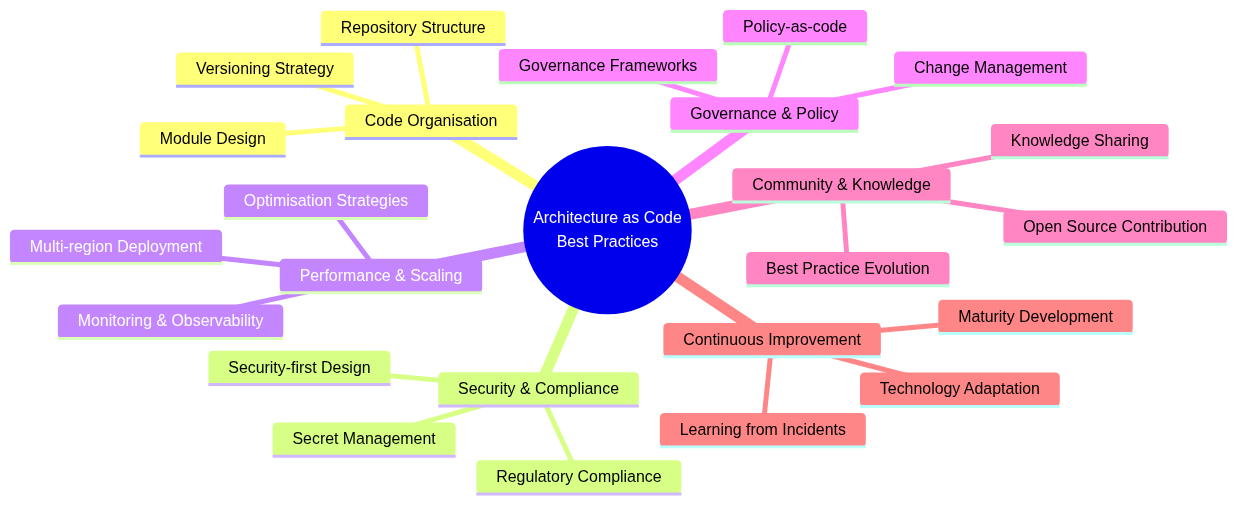 Architecture as Code
Best Practices
Code Organisation
Repository Structure
Versioning Strategy
Module Design
Governance & Policy
Policy-as-code
Governance Frameworks
Change Management
Community & Knowledge
Knowledge Sharing
Open Source Contribution
Best Practice Evolution
Continuous Improvement
Maturity Development
Technology Adaptation
Learning from Incidents
Security & Compliance
Security-first Design
Secret Management
Regulatory Compliance
Performance & Scaling
Optimisation Strategies
Multi-region Deployment
Monitoring & Observability